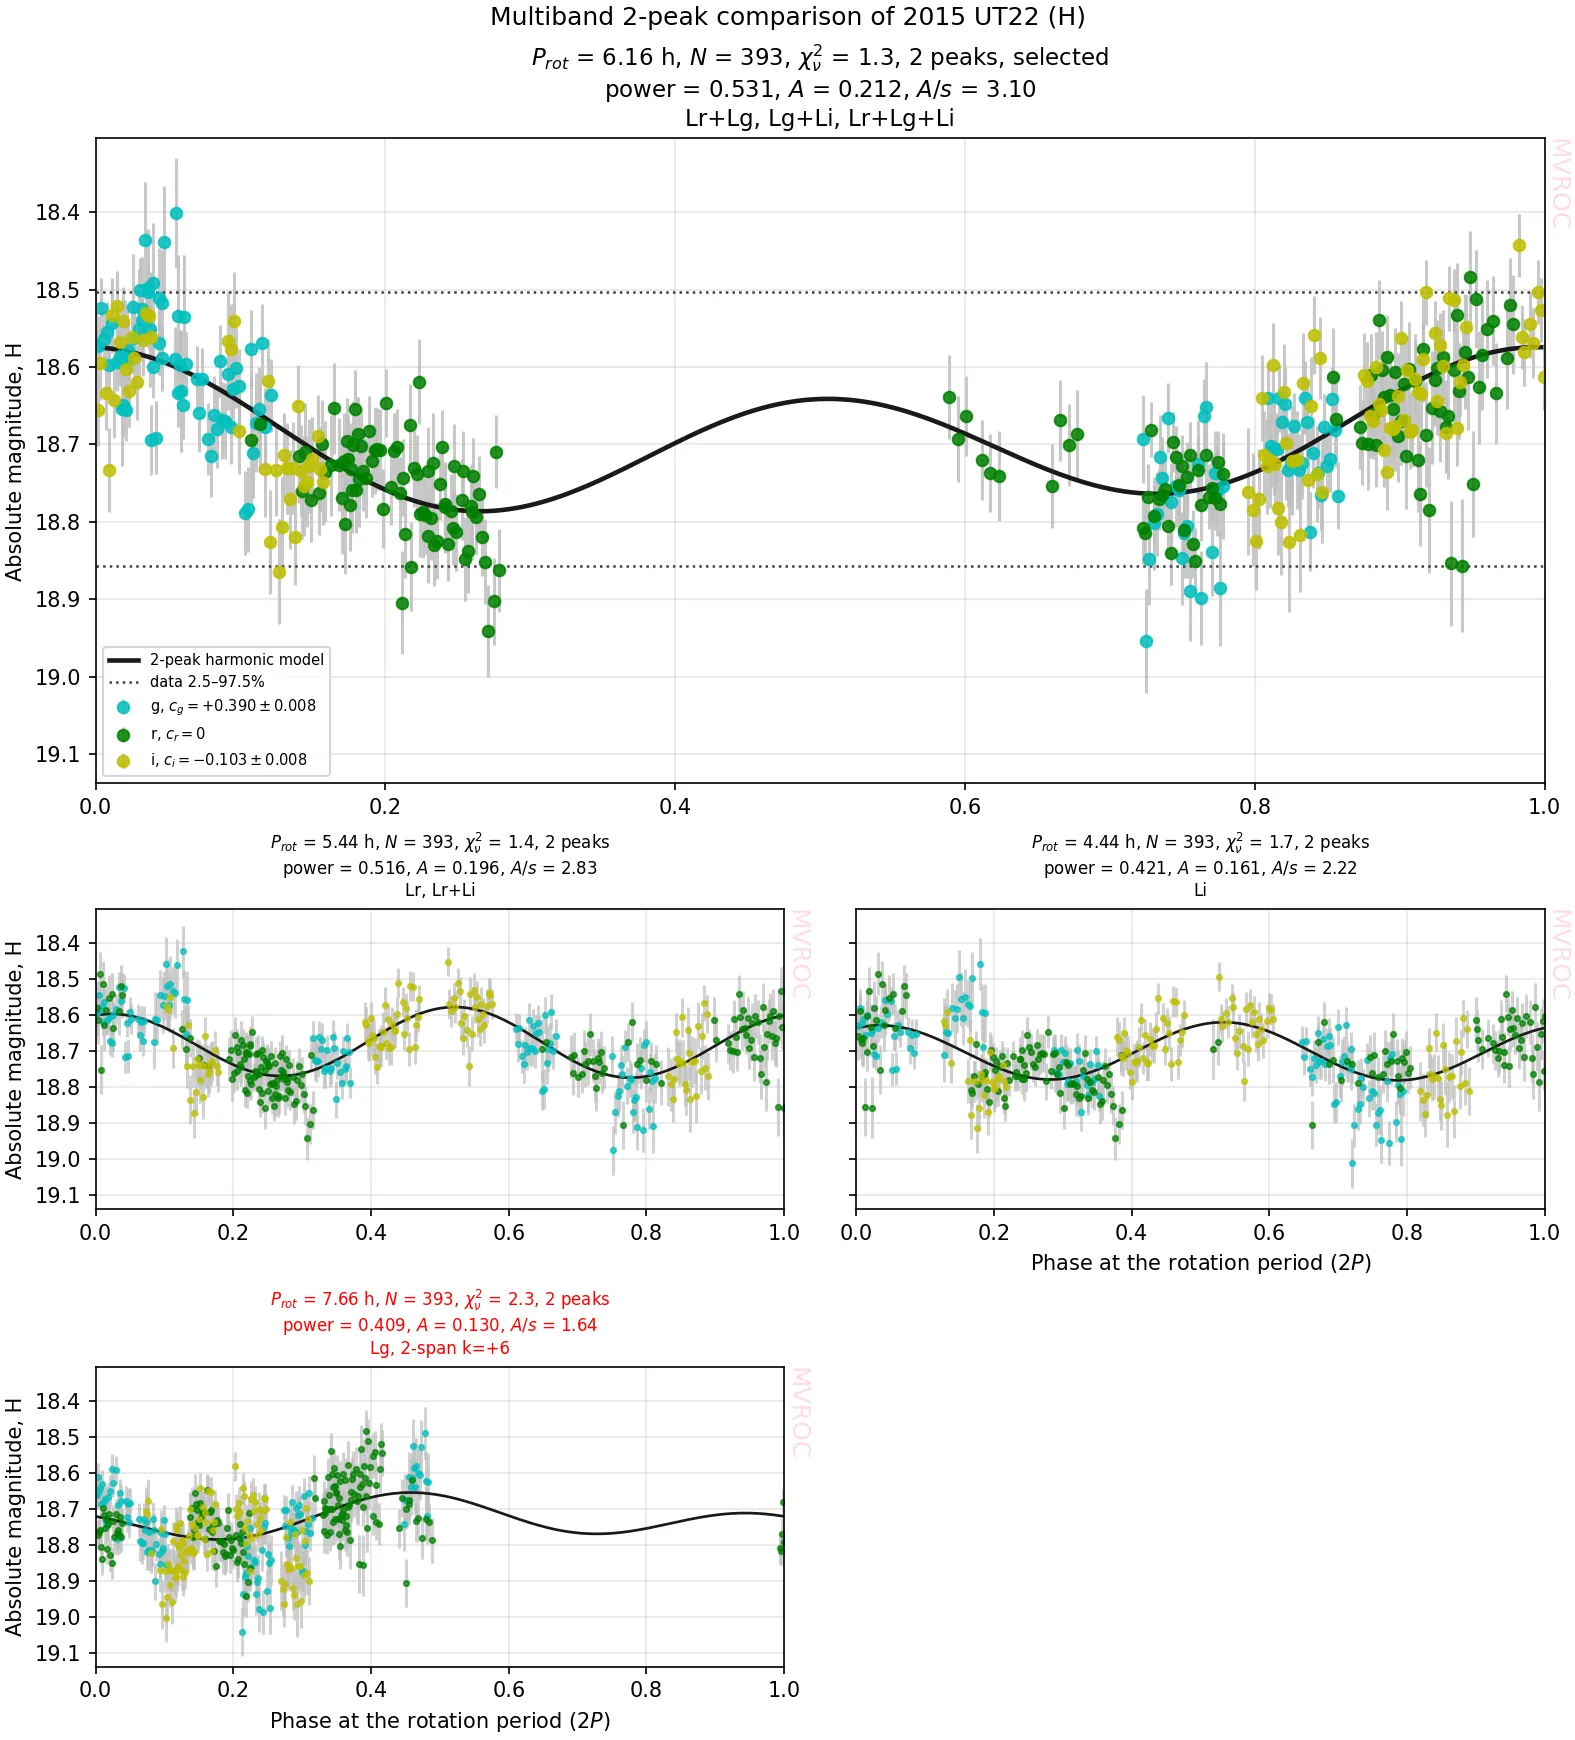 Multiband 2-peak comparison of 2015 UT22 (H)
P_rot = 6.16 h, N = 393, χ²_ν = 1.3, 2 peaks, selected
power = 0.531, A = 0.212, A/s = 3.10
Lr+Lg, Lg+Li, Lr+Lg+Li
MVROC
Absolute magnitude, H
18.4
18.5
18.6
18.7
18.8
18.9
19.0
19.1
2-peak harmonic model
data 2.5–97.5%
g, c_g = +0.390 ± 0.008
r, c_r = 0
i, c_i = −0.103 ± 0.008
0.0 0.2 0.4 0.6 0.8 1.0
P_rot = 5.44 h, N = 393, χ²_ν = 1.4, 2 peaks
power = 0.516, A = 0.196, A/s = 2.83
Lr, Lr+Li
MVROC
Absolute magnitude, H
18.4
18.5
18.6
18.7
18.8
18.9
19.0
19.1
0.0 0.2 0.4 0.6 0.8 1.0
P_rot = 4.44 h, N = 393, χ²_ν = 1.7, 2 peaks
power = 0.421, A = 0.161, A/s = 2.22
Li
MVROC
0.0 0.2 0.4 0.6 0.8 1.0
Phase at the rotation period (2P)
P_rot = 7.66 h, N = 393, χ²_ν = 2.3, 2 peaks
power = 0.409, A = 0.130, A/s = 1.64
Lg, 2-span k=+6
MVROC
Absolute magnitude, H
18.4
18.5
18.6
18.7
18.8
18.9
19.0
19.1
0.0 0.2 0.4 0.6 0.8 1.0
Phase at the rotation period (2P)